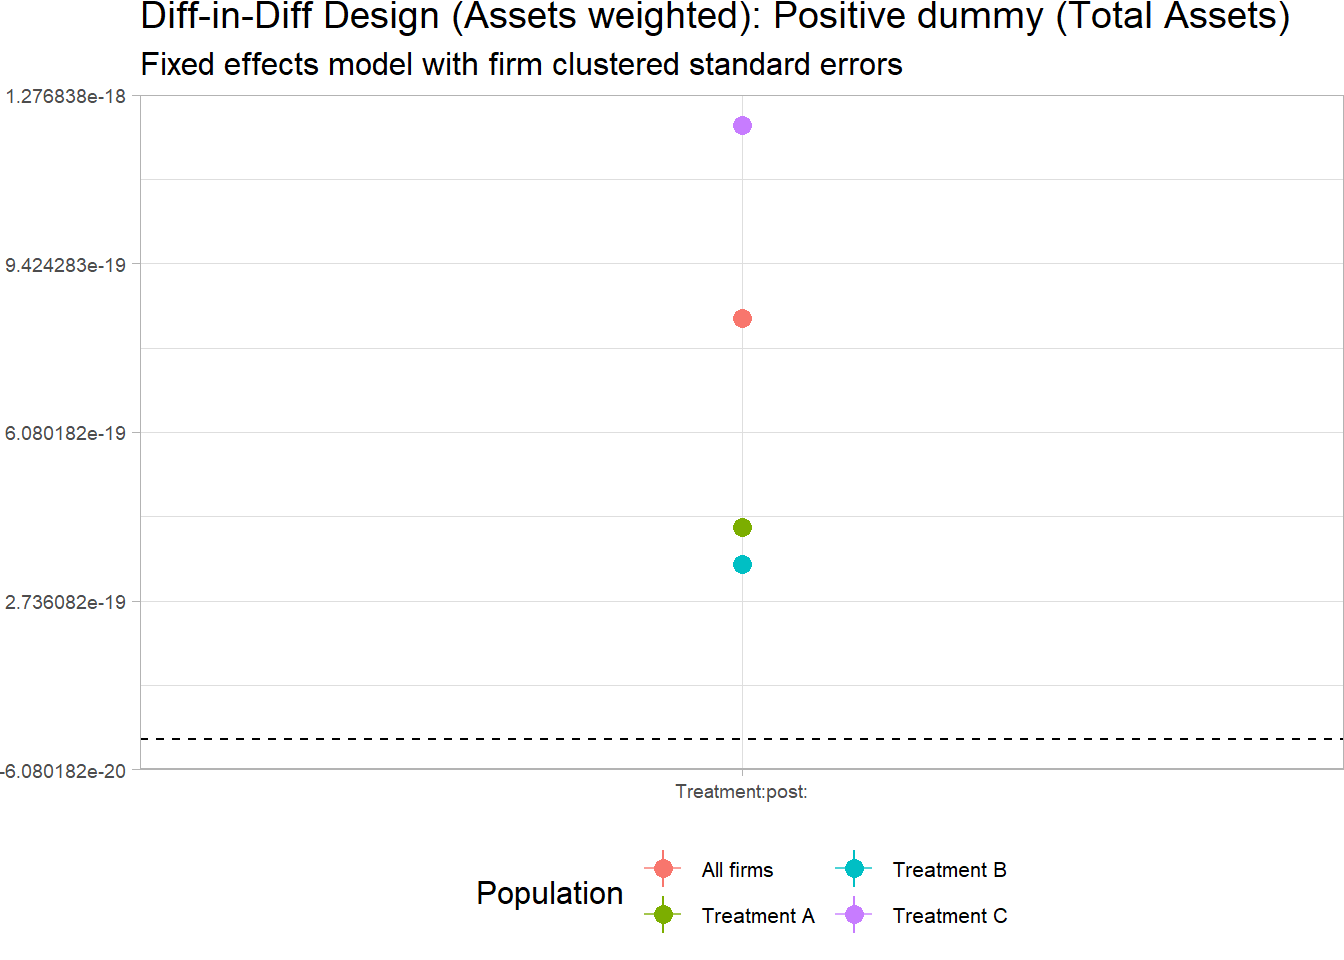 Diff-in-Diff Design (Assets weighted): Positive dummy (Total Assets)
Fixed effects model with firm clustered standard errors
1.276838e-18
9.424283e-19
6.080182e-19
2.736082e-19
-6.080182e-20
Treatment:post:
Population
All firms
Treatment B
Treatment A
Treatment C